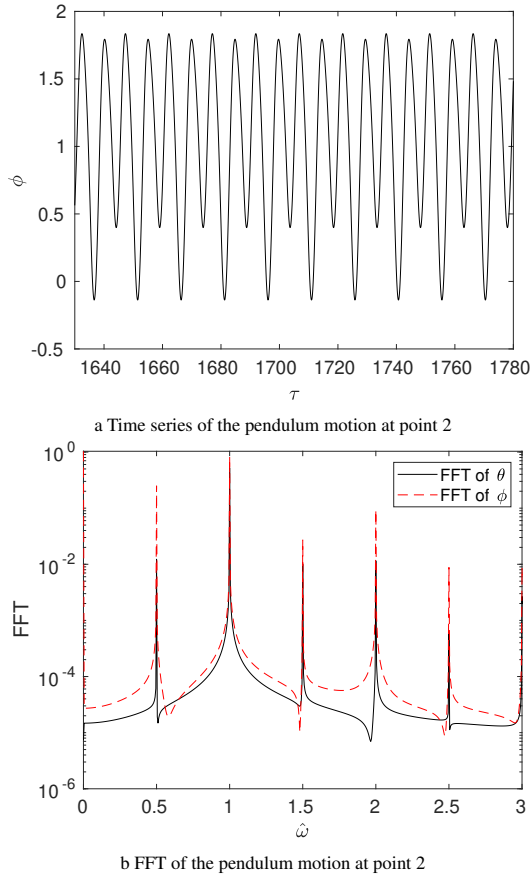 2
1.5
1
0.5
0
-0.5
ϕ
1640 1660 1680 1700 1720 1740 1760 1780
τ
a Time series of the pendulum motion at point 2
10^0
10^-2
10^-4
10^-6
FFT
FFT of θ
FFT of ϕ
0 0.5 1 1.5 2 2.5 3
ω̂
b FFT of the pendulum motion at point 2